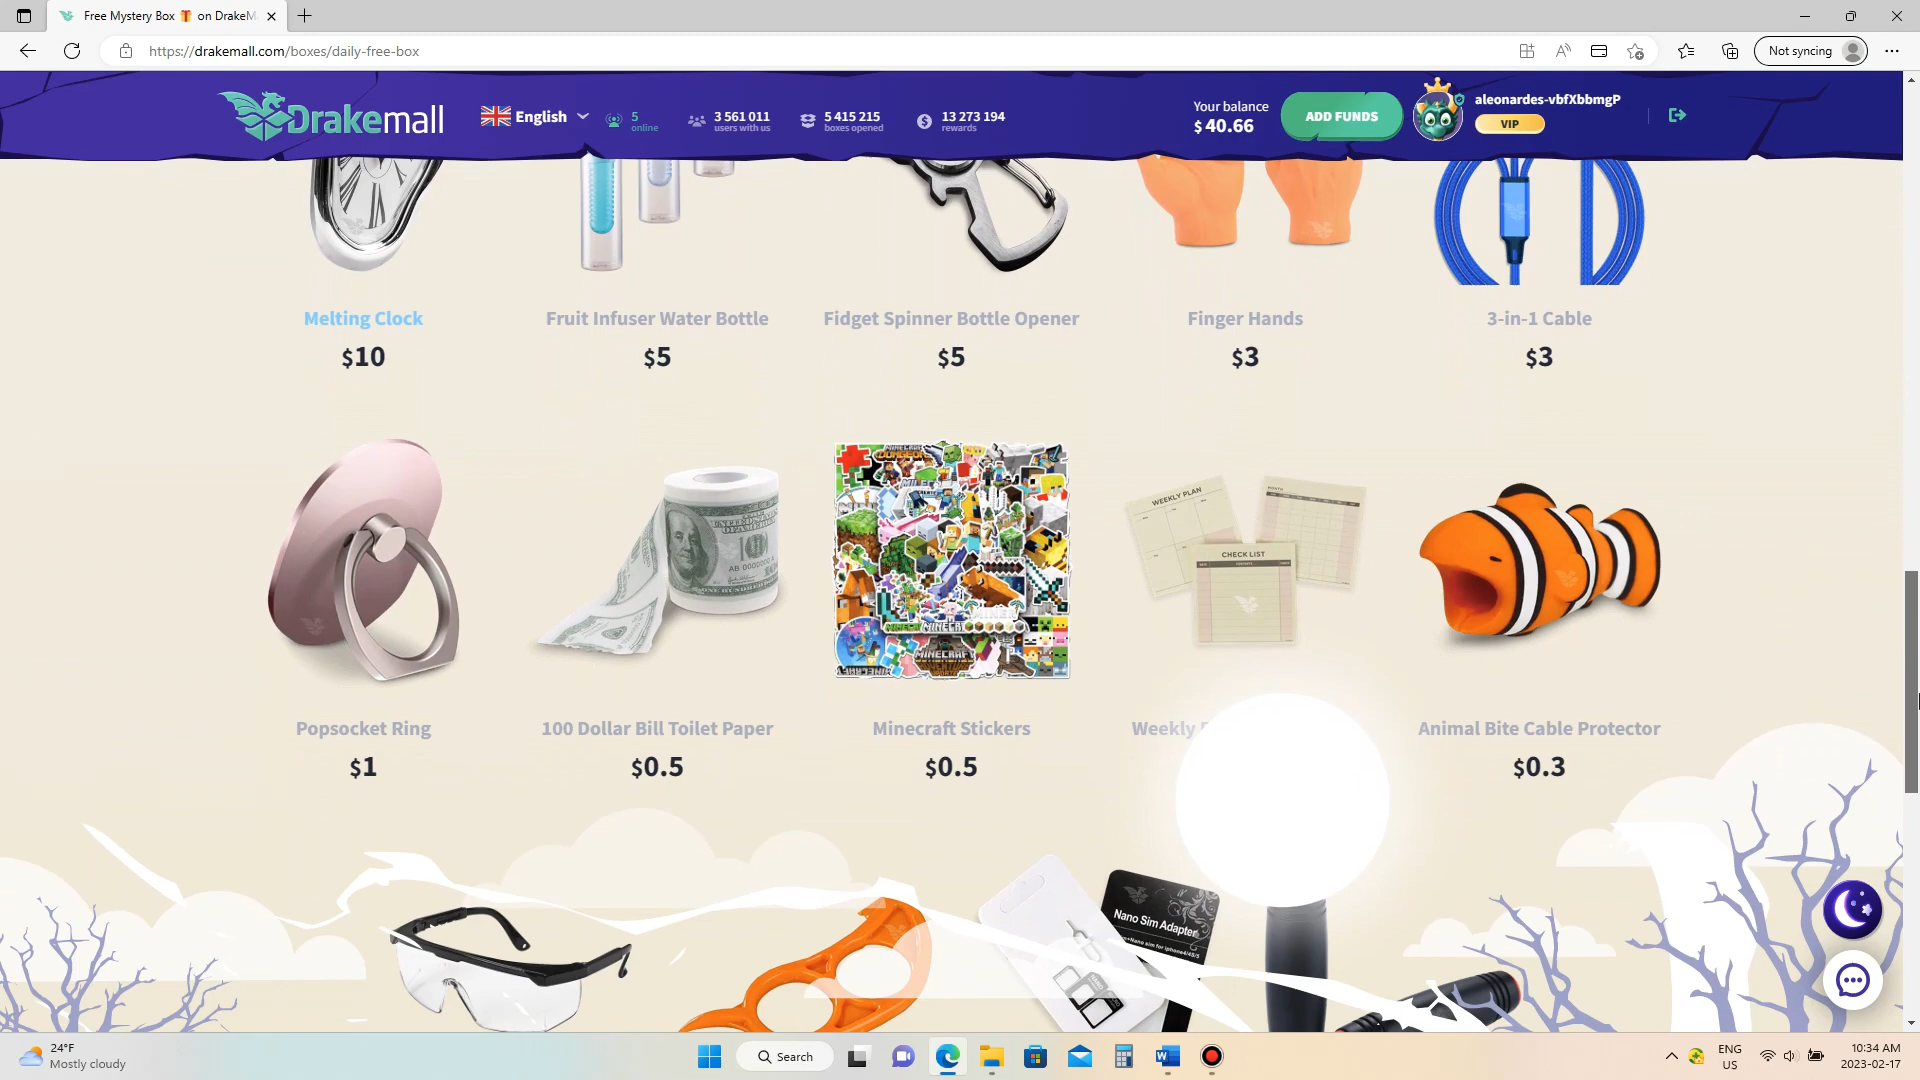 Free Mystery Box 🎁 on DrakeM
https://drakemall.com/boxes/daily-free-box
Not syncing
Drakemall
English
5
online
3 561 011
users with us
5 415 215
boxes opened
13 273 194
rewards
Your balance
$ 40.66
ADD FUNDS
aleonardes-vbfXbbmgP
VIP
Melting Clock
$10
Fruit Infuser Water Bottle
$5
Fidget Spinner Bottle Opener
$5
Finger Hands
$3
3-in-1 Cable
$3
WEEKLY PLAN
MONTH
CHECK LIST
MINECRAFT
Popsocket Ring
$1
100 Dollar Bill Toilet Paper
$0.5
Minecraft Stickers
$0.5
Weekly
Animal Bite Cable Protector
$0.3
Nano Sim Adapter
24°F
Mostly cloudy
Search
ENG
US
10:34 AM
2023-02-17